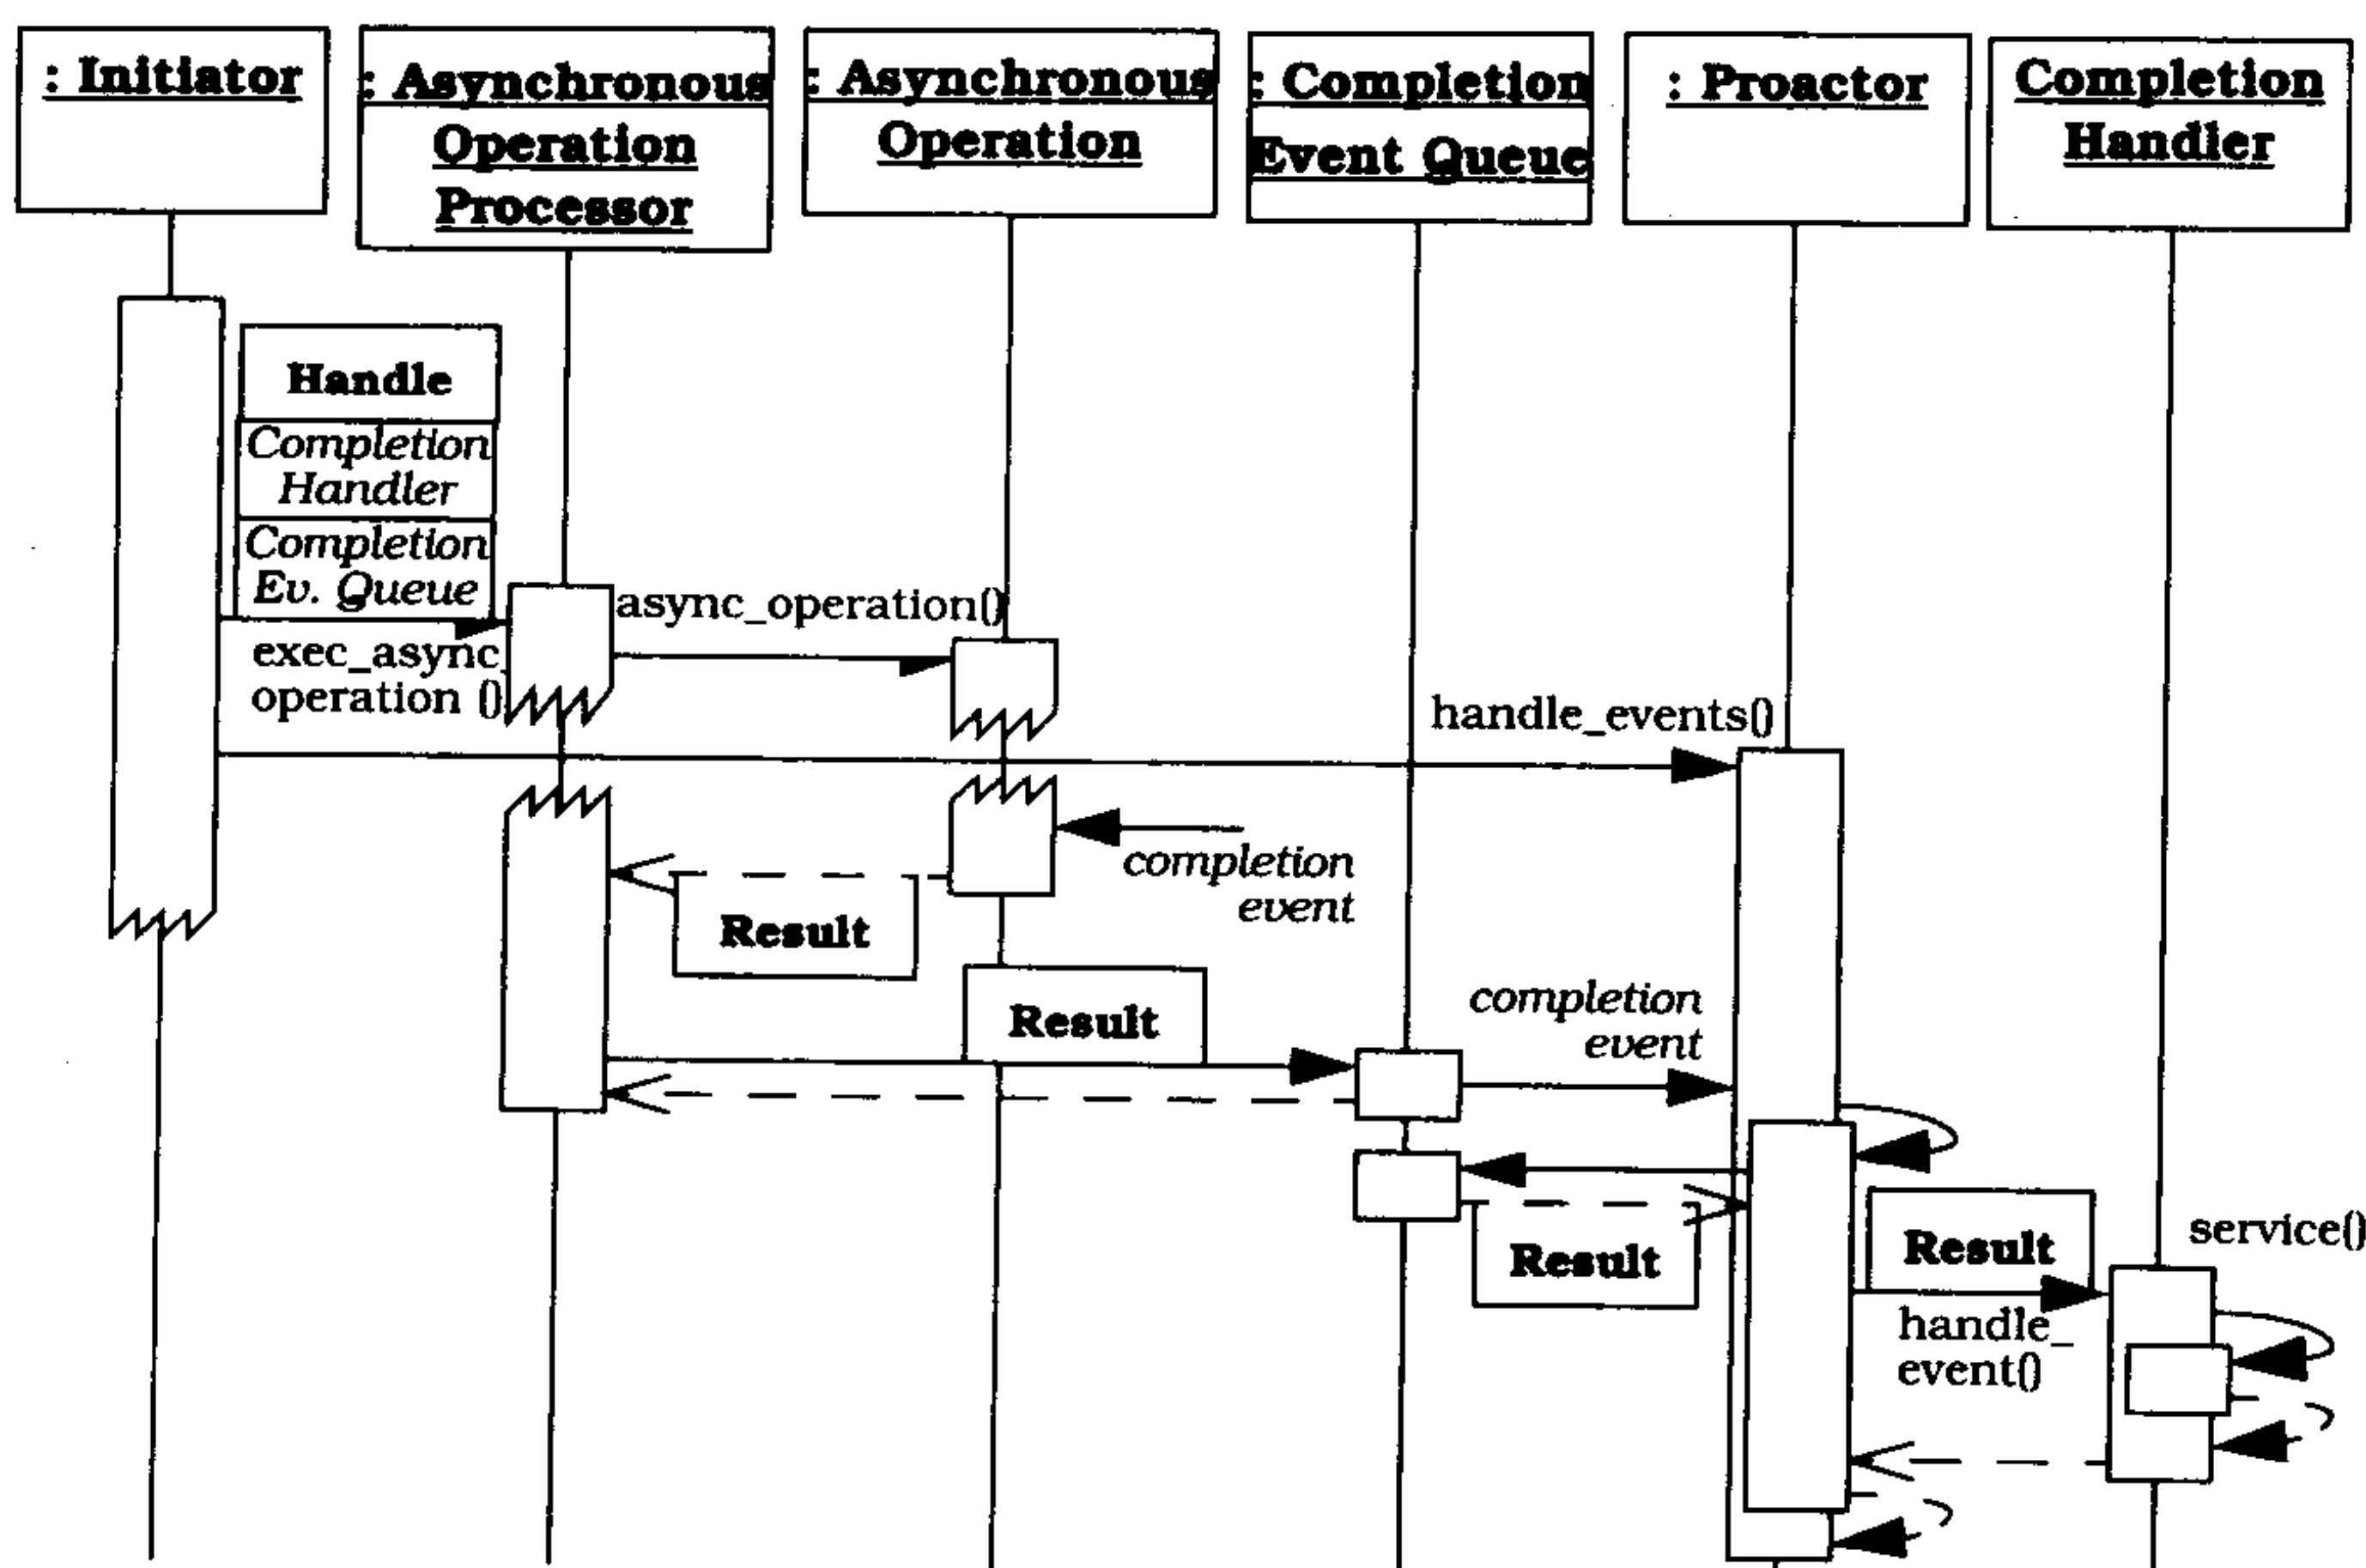 : Initiator
: Asynchronous
Operation
Processor
: Asynchronous
Operation
: Completion
Event Queue
: Proactor
Completion
Handler
Handle
Completion
Handler
Completion
Ev. Queue
exec_async_
operation ()
async_operation()
handle_events()
completion
event
Result
Result
completion
event
Result
Result
service()
handle_
event()